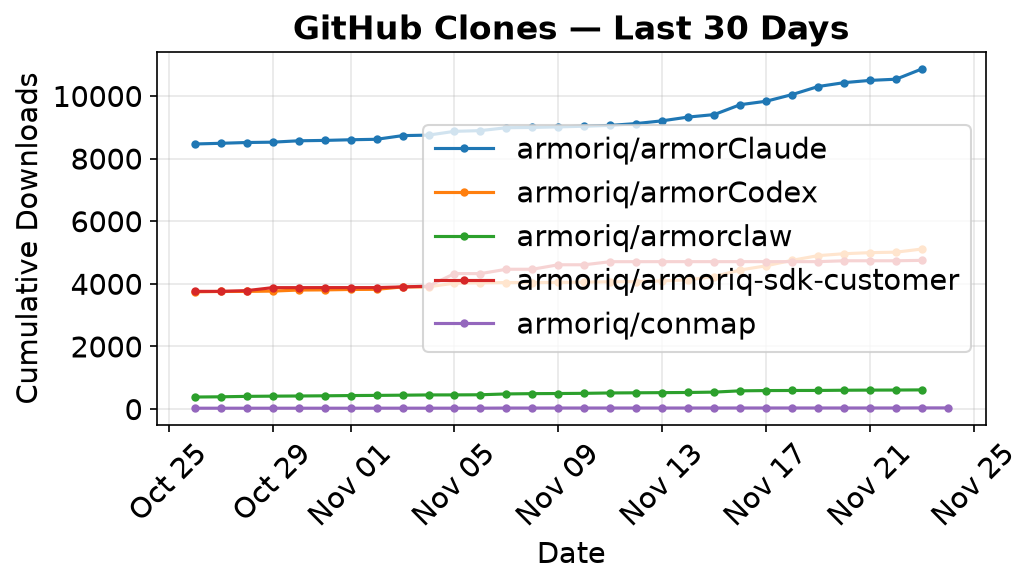 GitHub Clones — Last 30 Days
Cumulative Downloads
10000
8000
6000
4000
2000
0
armoriq/armorClaude
armoriq/armorCodex
armoriq/armorclaw
armoriq/armoriq-sdk-customer
armoriq/conmap
Oct 25
Oct 29
Nov 01
Nov 05
Nov 09
Nov 13
Nov 17
Nov 21
Nov 25
Date